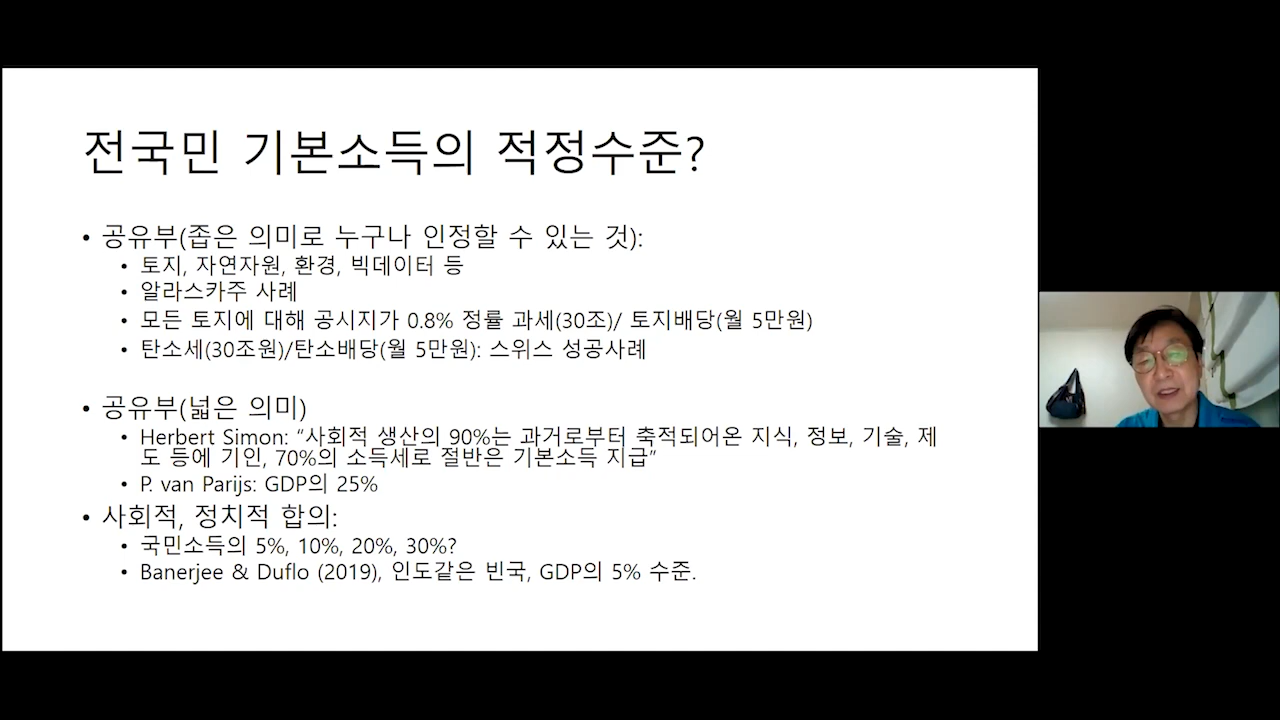 전국민 기본소득의 적정수준?
• 공유부(좁은 의미로 누구나 인정할 수 있는 것):
• 토지, 자연자원, 환경, 빅데이터 등
• 알라스카주 사례
• 모든 토지에 대해 공시지가 0.8% 정률 과세(30조)/ 토지배당(월 5만원)
• 탄소세(30조원)/탄소배당(월 5만원): 스위스 성공사례
• 공유부(넓은 의미)
• Herbert Simon: “사회적 생산의 90%는 과거로부터 축적되어온 지식, 정보, 기술, 제
도 등에 기인, 70%의 소득세로 절반은 기본소득 지급”
• P. van Parijs: GDP의 25%
• 사회적, 정치적 합의:
• 국민소득의 5%, 10%, 20%, 30%?
• Banerjee & Duflo (2019), 인도같은 빈국, GDP의 5% 수준.